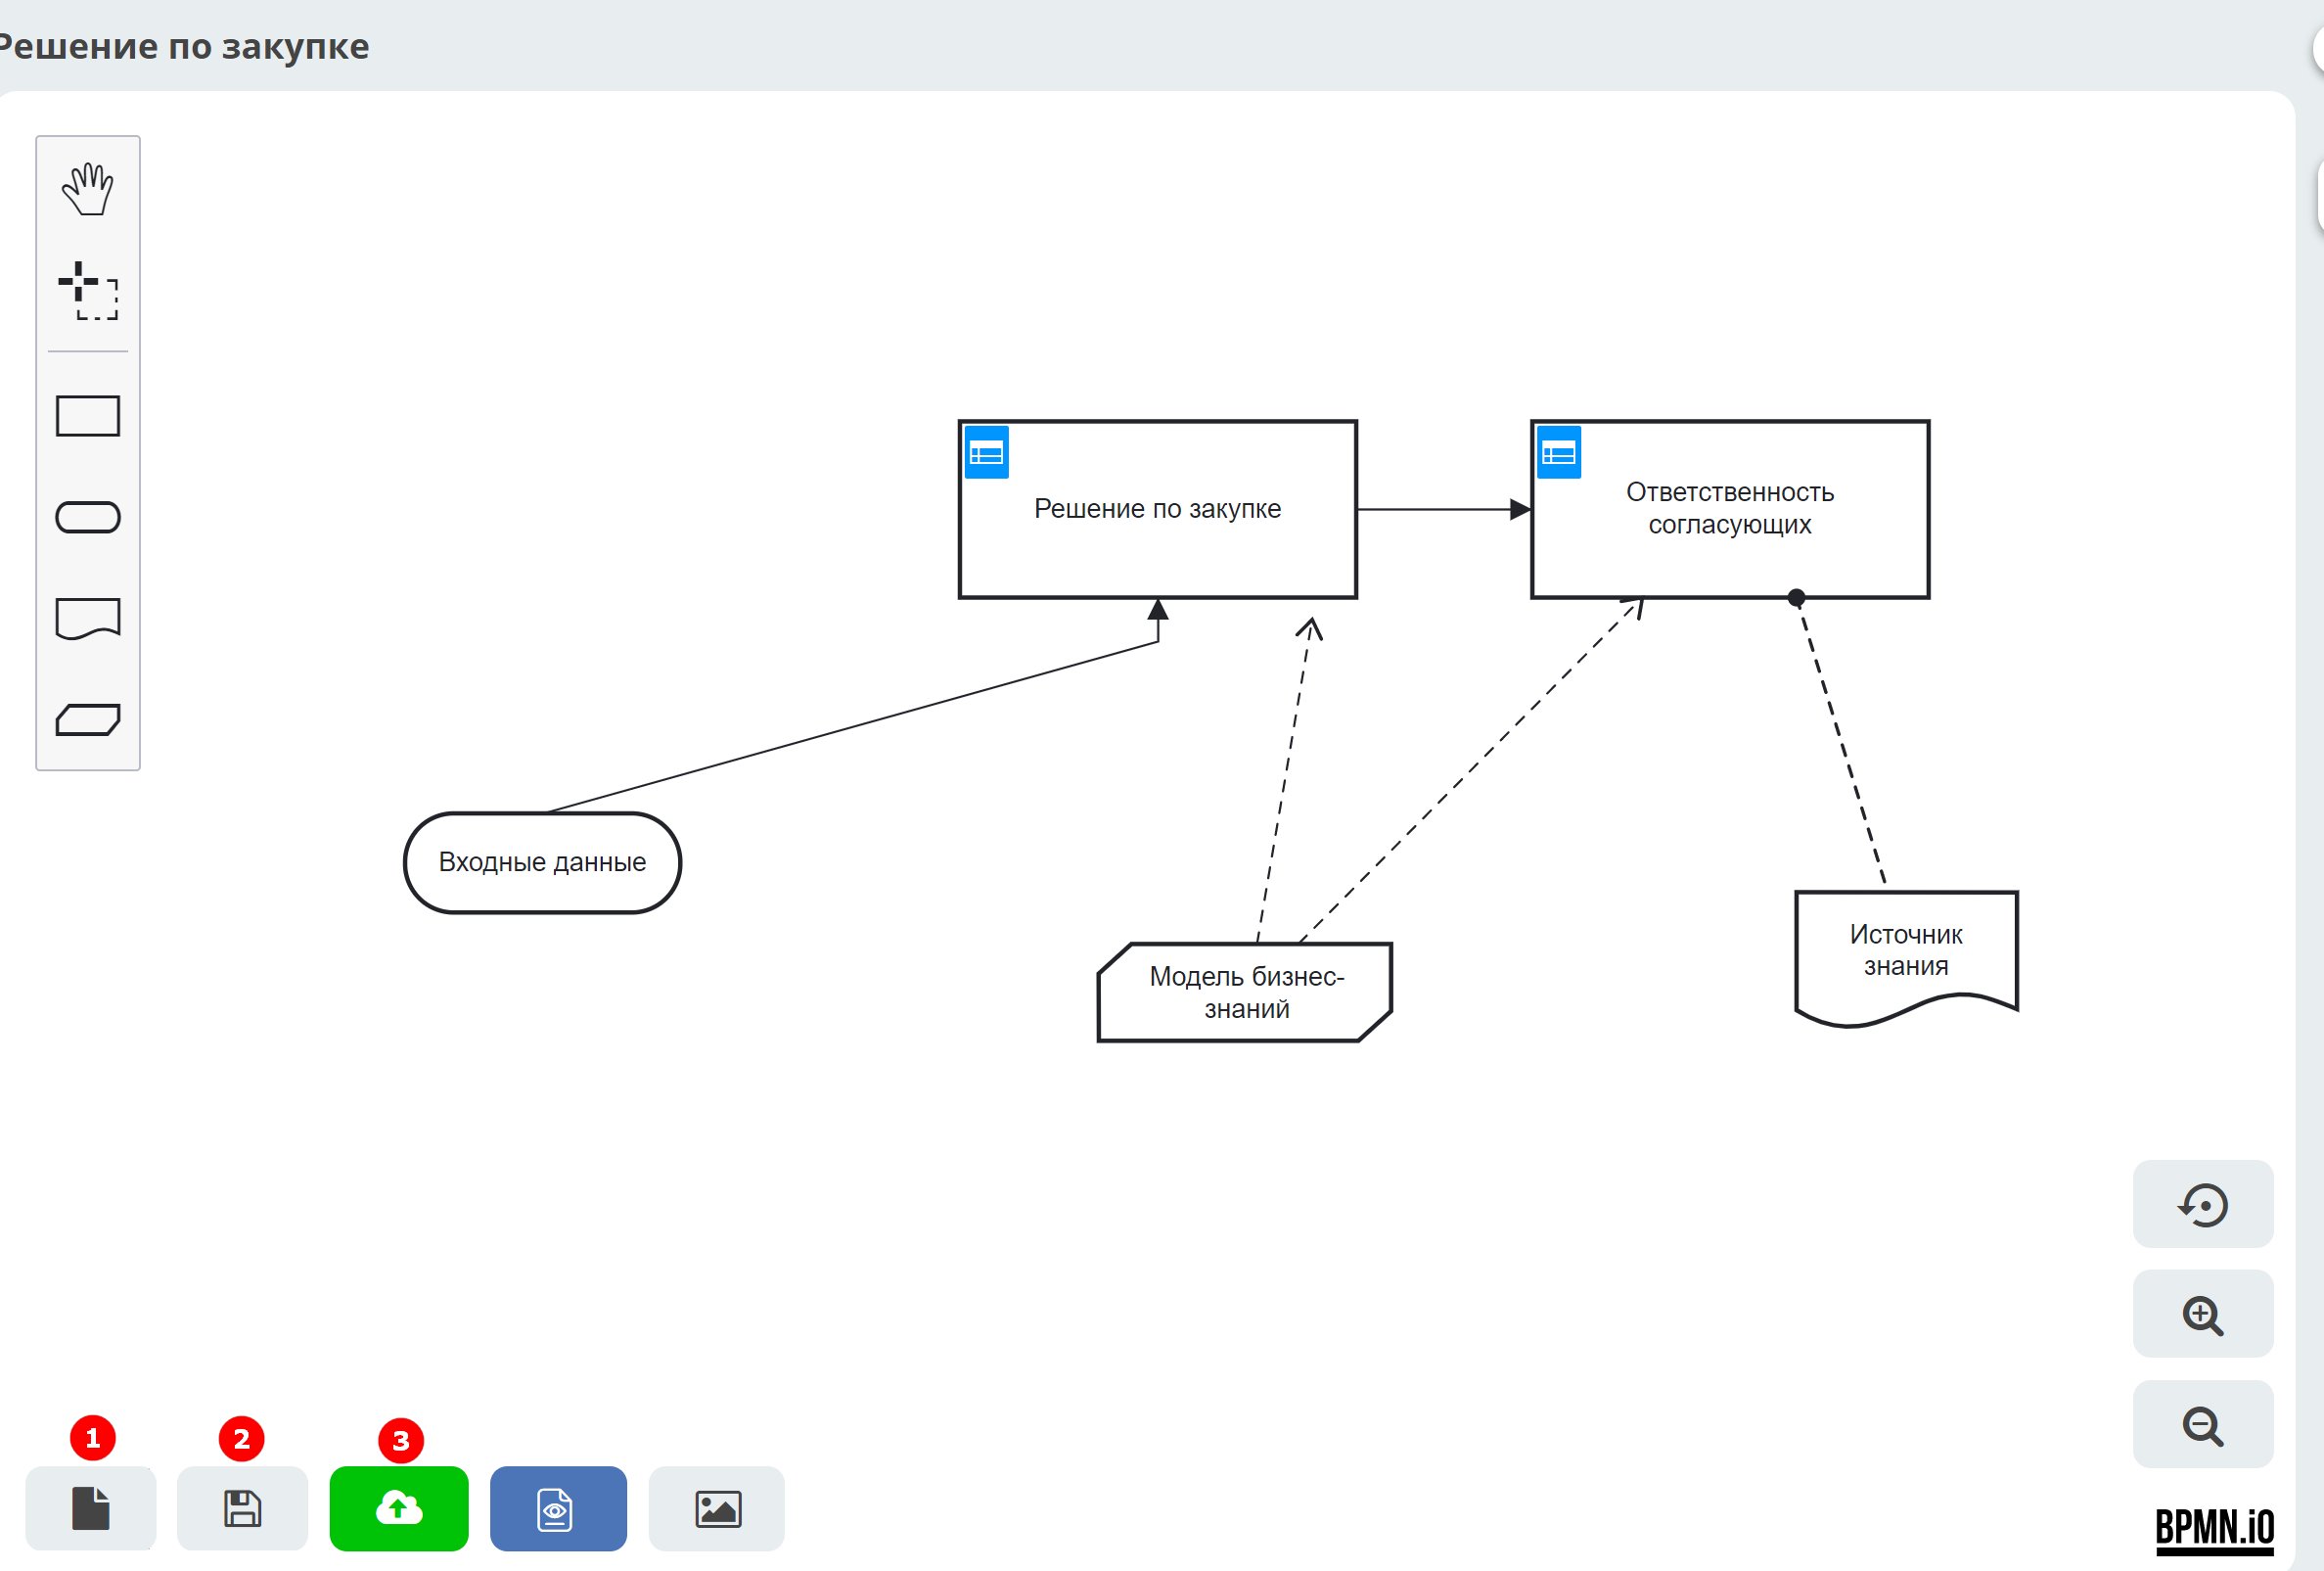 Решение по закупке
Решение по закупке
Ответственность
согласующих
Входные данные
Модель бизнес-
знаний
Источник
знания
1
2
3
BPMN.iO